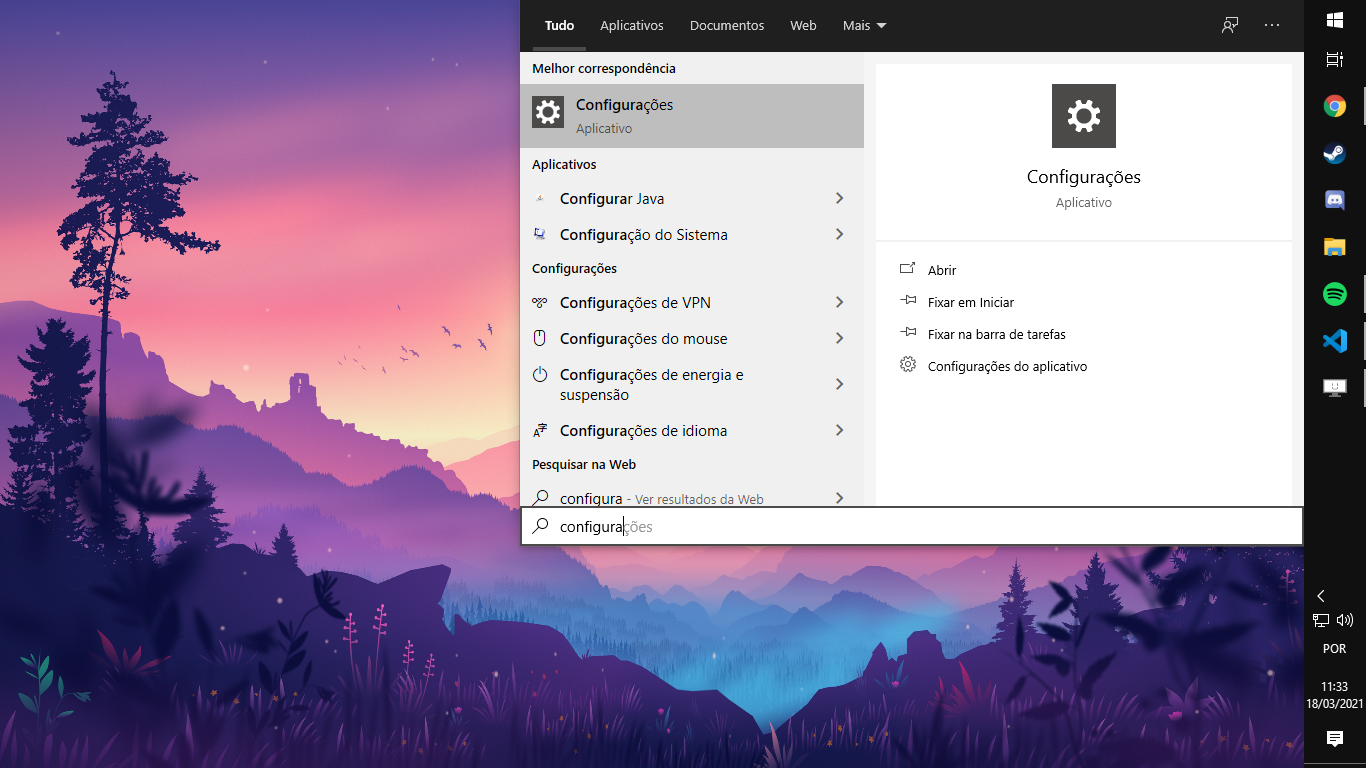 Tudo Aplicativos Documentos Web Mais
Melhor correspondência
Configurações
Aplicativo
Aplicativos
Configurar Java
Configuração do Sistema
Configurações
Configurações de VPN
Configurações do mouse
Configurações de energia e
suspensão
Configurações de idioma
Pesquisar na Web
configura - Ver resultados da Web
configurações
Configurações
Aplicativo
Abrir
Fixar em Iniciar
Fixar na barra de tarefas
Configurações do aplicativo
POR
11:33
18/03/2021